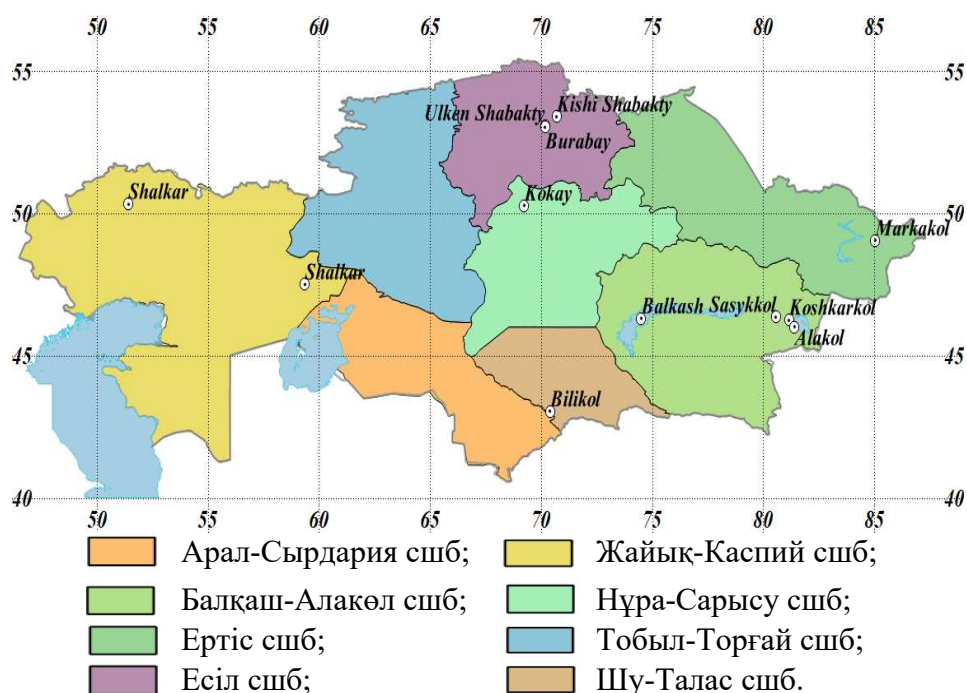 50 55 60 65 70 75 80 85
55 55
Ulken Shabakty Kishi Shabakty
Burabay
Shalkar
50 Kokay 50
Markakol
Shalkar
Balkash Sasykkol Koshkarkol
Alakol
45 45
Bilikol
40 40
50 55 60 65 70 75 80 85
Арал-Сырдария сшб; Жайық-Каспий сшб;
Балқаш-Алакөл сшб; Нұра-Сарысу сшб;
Ертіс сшб; Тобыл-Торғай сшб;
Есіл сшб; Шу-Талас сшб.